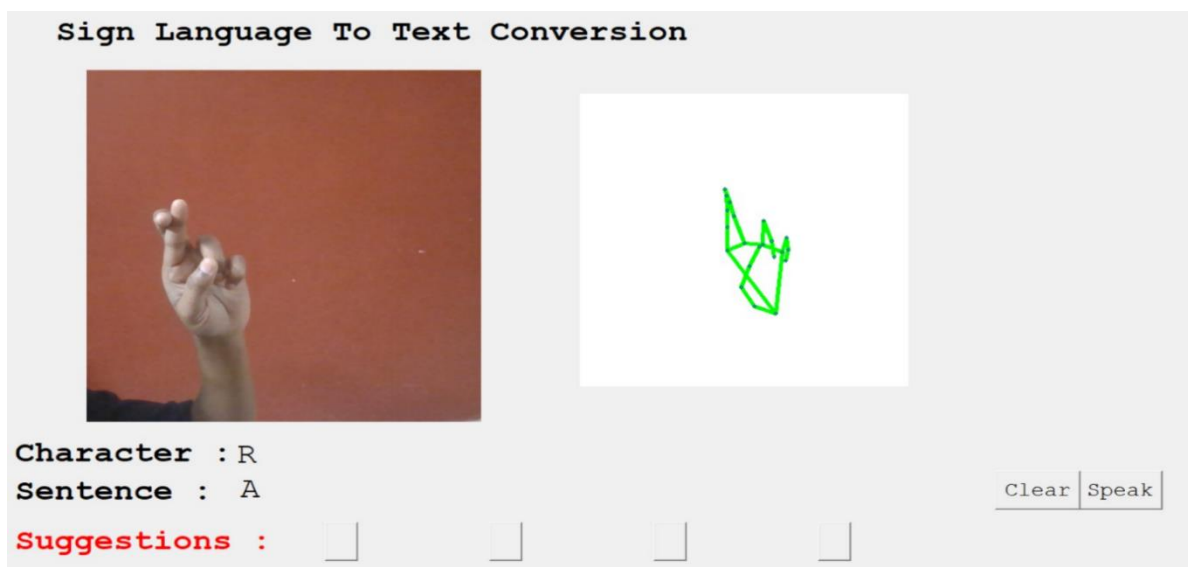 Sign Language To Text Conversion
Character : R
Sentence : A
Clear Speak
Suggestions :